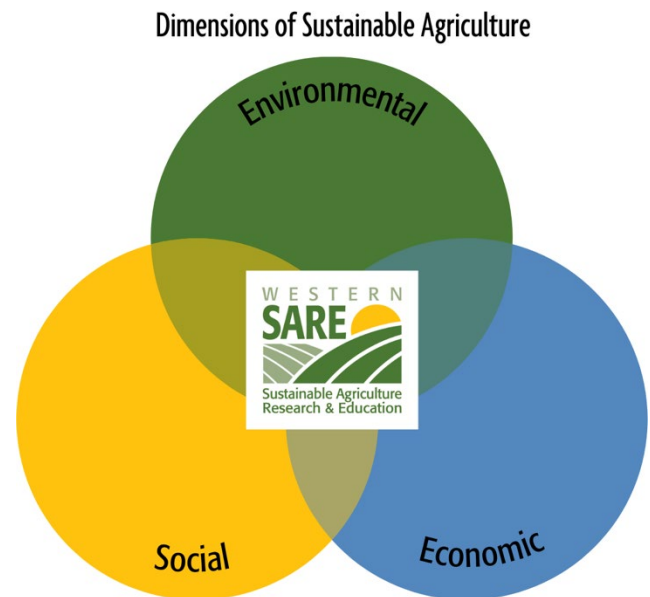 Dimensions of Sustainable Agriculture
Environmental
WESTERN
SARE
Sustainable Agriculture
Research & Education
Social
Economic